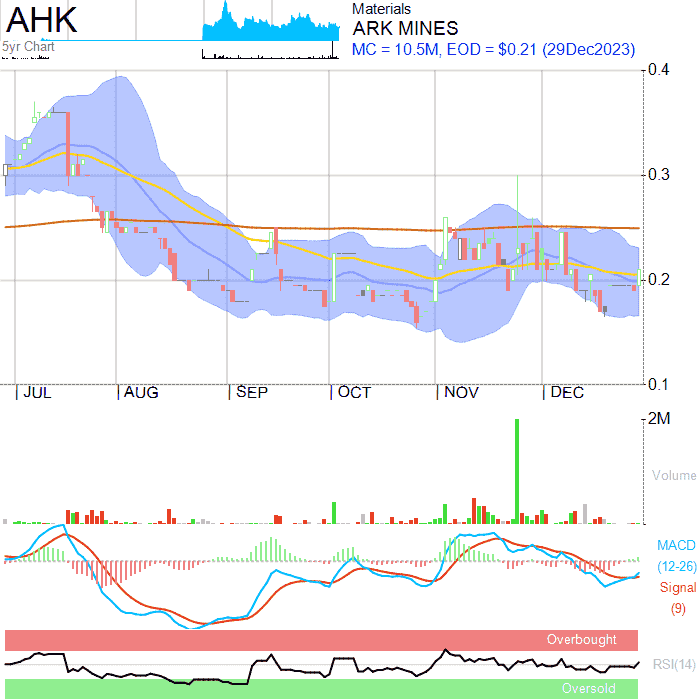 AHK
5yr Chart
Materials
ARK MINES
MC = 10.5M, EOD = $0.21 (29Dec2023)
0.4
0.3
0.2
0.1
| JUL | AUG | SEP | OCT | NOV | DEC
2M
Volume
MACD
(12-26)
Signal
(9)
Overbought
RSI(14)
Oversold